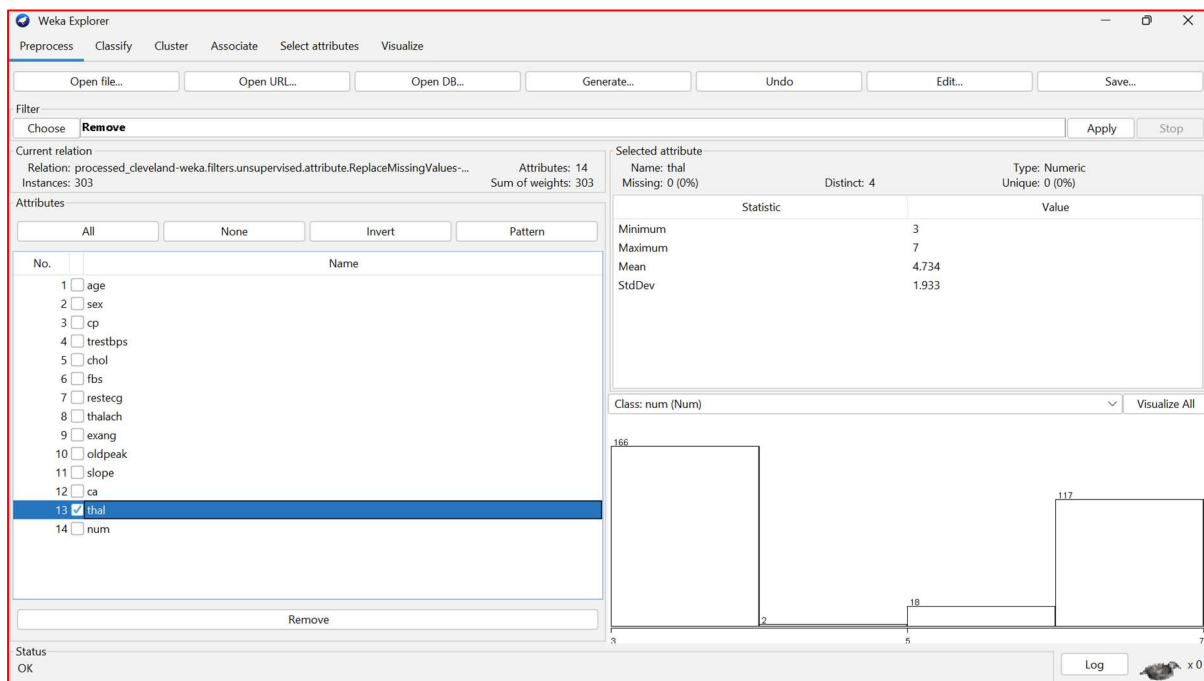 Weka Explorer
Preprocess Classify Cluster Associate Select attributes Visualize
Open file... Open URL... Open DB... Generate... Undo Edit... Save...
Filter
Choose Remove Apply Stop
Current relation
Relation: processed_cleveland-weka.filters.unsupervised.attribute.ReplaceMissingValues-... Attributes: 14
Instances: 303 Sum of weights: 303
Attributes
All None Invert Pattern
No. Name
1 age
2 sex
3 cp
4 trestbps
5 chol
6 fbs
7 restecg
8 thalach
9 exang
10 oldpeak
11 slope
12 ca
13 thal
14 num
Remove
Selected attribute
Name: thal Type: Numeric
Missing: 0 (0%) Distinct: 4 Unique: 0 (0%)
Statistic Value
Minimum 3
Maximum 7
Mean 4.734
StdDev 1.933
Class: num (Num) Visualize All
166
117
18
2
3 5 7
Status
OK
Log x 0